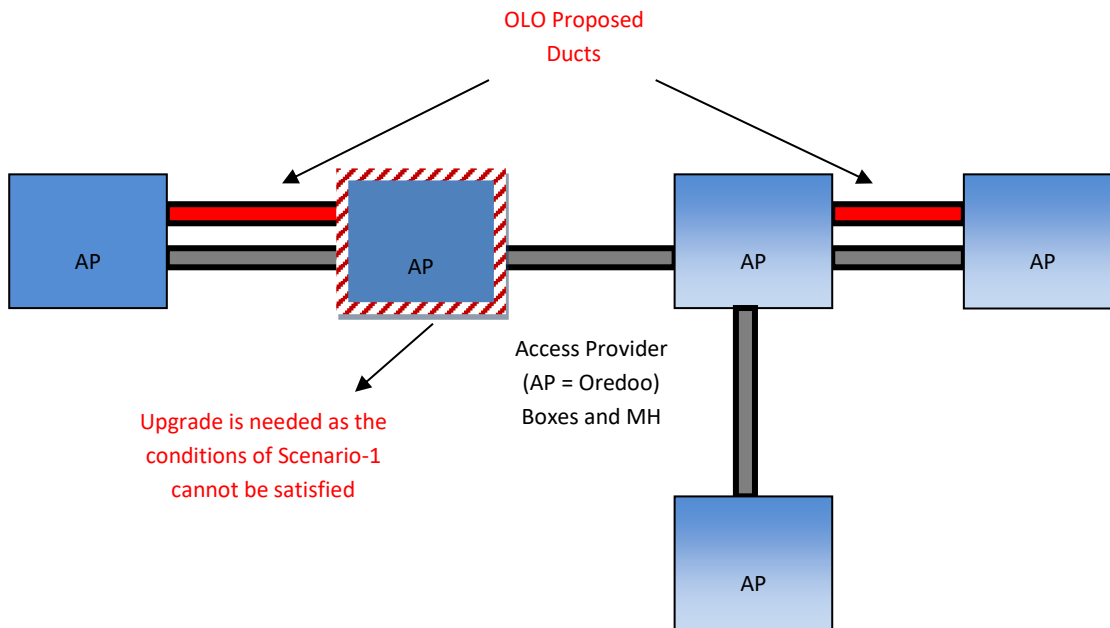 OLO Proposed
Ducts
AP
AP
AP
AP
Access Provider
(AP = Oredoo)
Boxes and MH
Upgrade is needed as the
conditions of Scenario-1
cannot be satisfied
AP